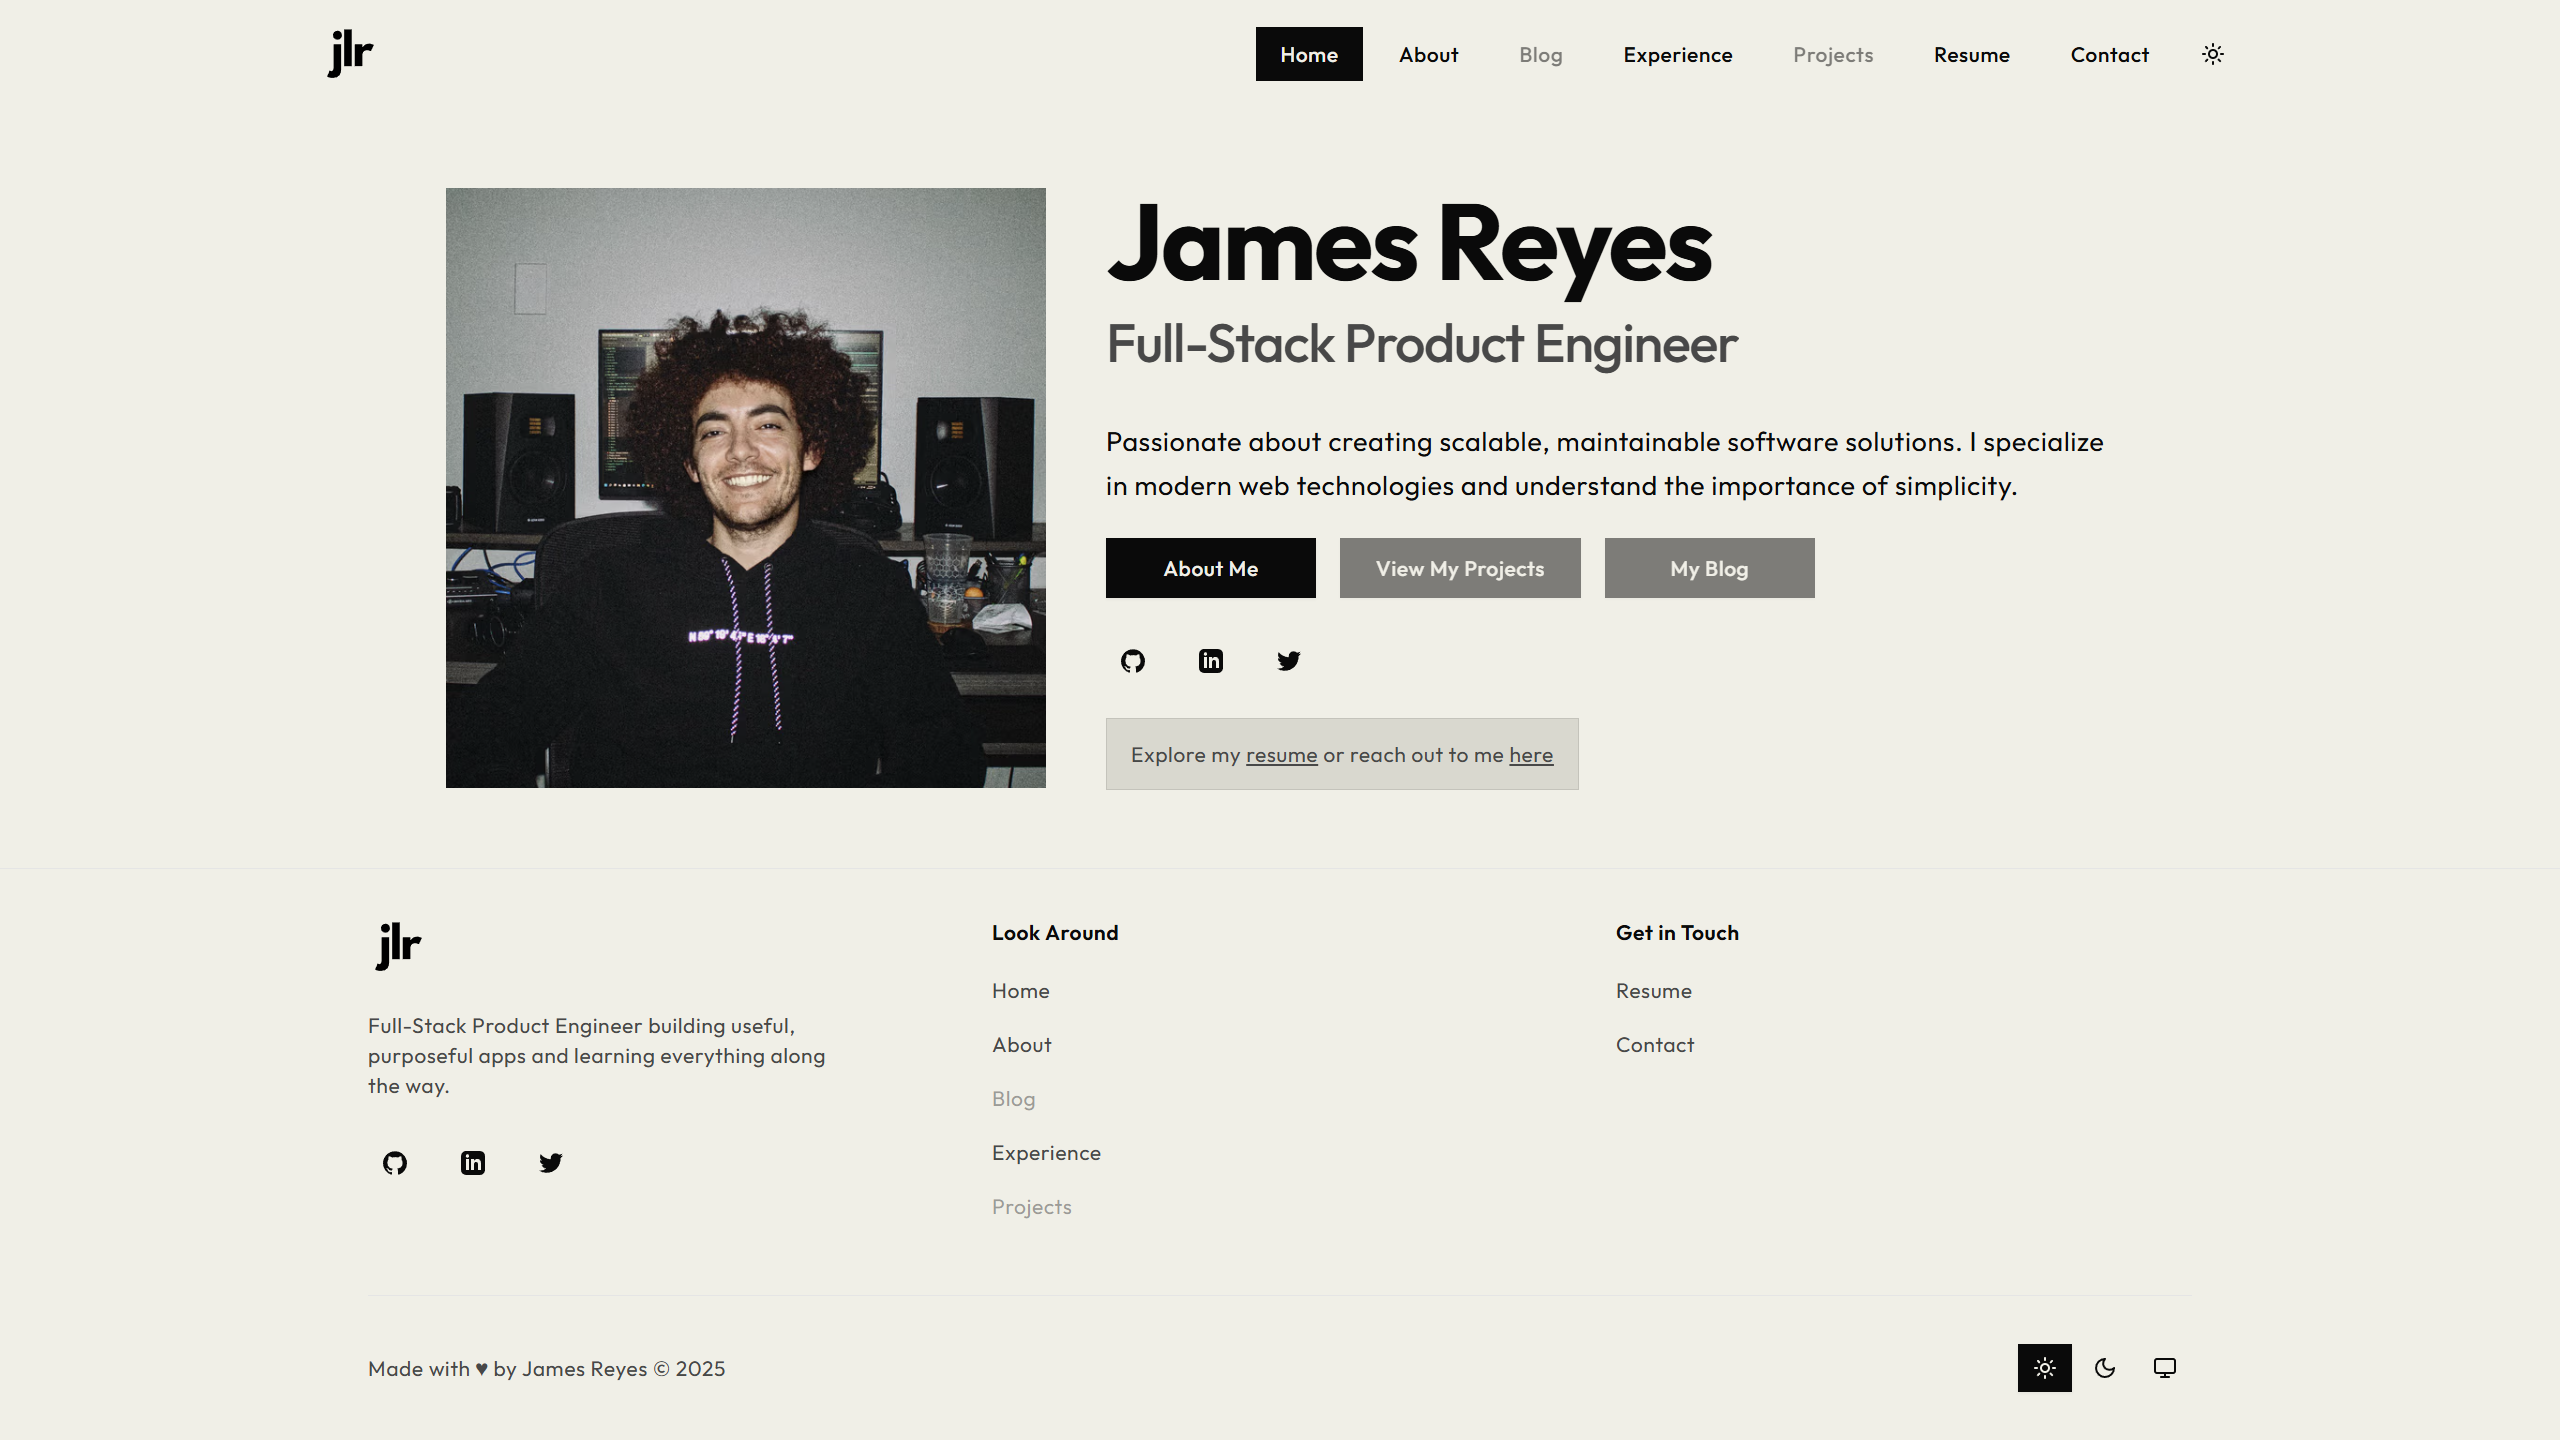 jlr
Home About Blog Experience Projects Resume Contact
James Reyes
Full-Stack Product Engineer
Passionate about creating scalable, maintainable software solutions. I specialize
in modern web technologies and understand the importance of simplicity.
About Me View My Projects My Blog
Explore my resume or reach out to me here
jlr
Full-Stack Product Engineer building useful,
purposeful apps and learning everything along
the way.
Look Around
Home
About
Blog
Experience
Projects
Get in Touch
Resume
Contact
Made with ♥ by James Reyes © 2025